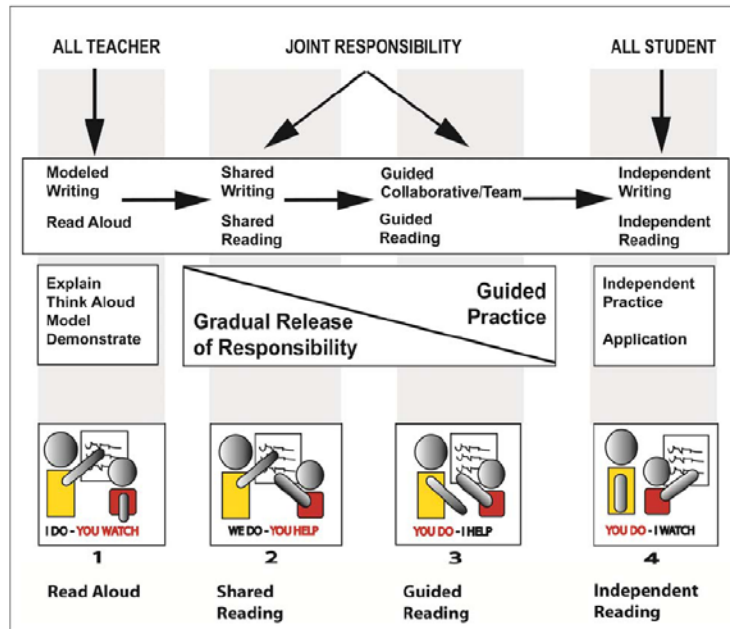 ALL TEACHER
JOINT RESPONSIBILITY
ALL STUDENT
Modeled
Writing
Read Aloud
Shared
Writing
Shared
Reading
Guided
Collaborative/Team
Guided
Reading
Independent
Writing
Independent
Reading
Explain
Think Aloud
Model
Demonstrate
Gradual Release
of Responsibility
Guided
Practice
Independent
Practice
Application
I DO - YOU WATCH
WE DO - YOU HELP
YOU DO - I HELP
YOU DO - I WATCH
1
2
3
4
Read Aloud
Shared
Reading
Guided
Reading
Independent
Reading